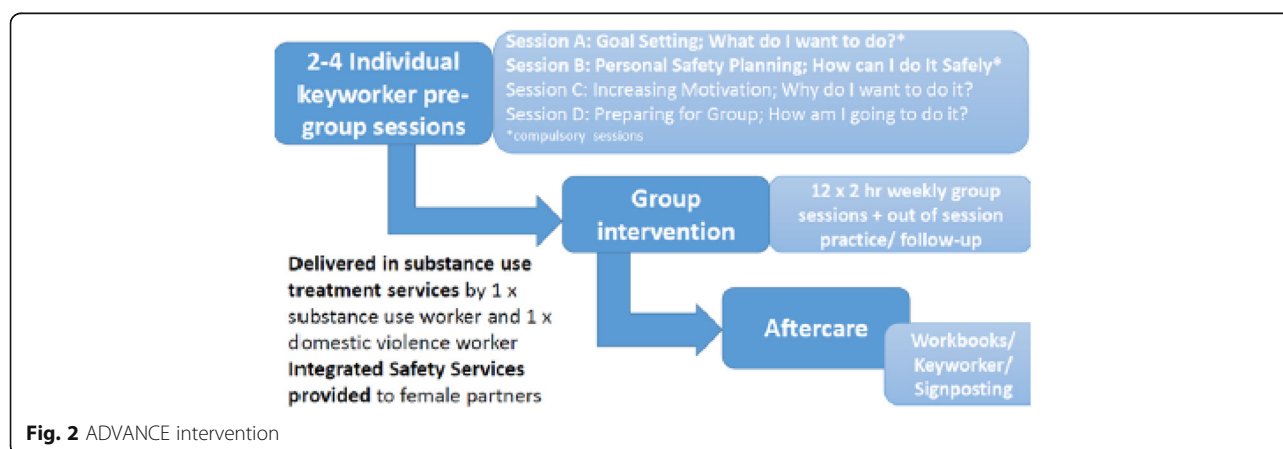 2-4 Individual
keyworker pre-
group sessions
Session A: Goal Setting; What do I want to do?*
Session B: Personal Safety Planning; How can I do It Safely*
Session C: Increasing Motivation; Why do I want to do it?
Session D: Preparing for Group; How am I going to do it?
*compulsory sessions
Group
intervention
12 x 2 hr weekly group
sessions + out of session
practice/ follow-up
Delivered in substance use
treatment services by 1 x
substance use worker and 1 x
domestic violence worker
Integrated Safety Services
provided to female partners
Aftercare
Workbooks/
Keyworker/
Signposting
Fig. 2 ADVANCE intervention